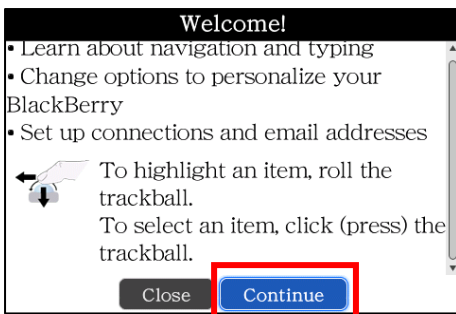 Welcome!
• Learn about navigation and typing
• Change options to personalize your
BlackBerry
• Set up connections and email addresses
To highlight an item, roll the
trackball.
To select an item, click (press) the
trackball.
Close Continue